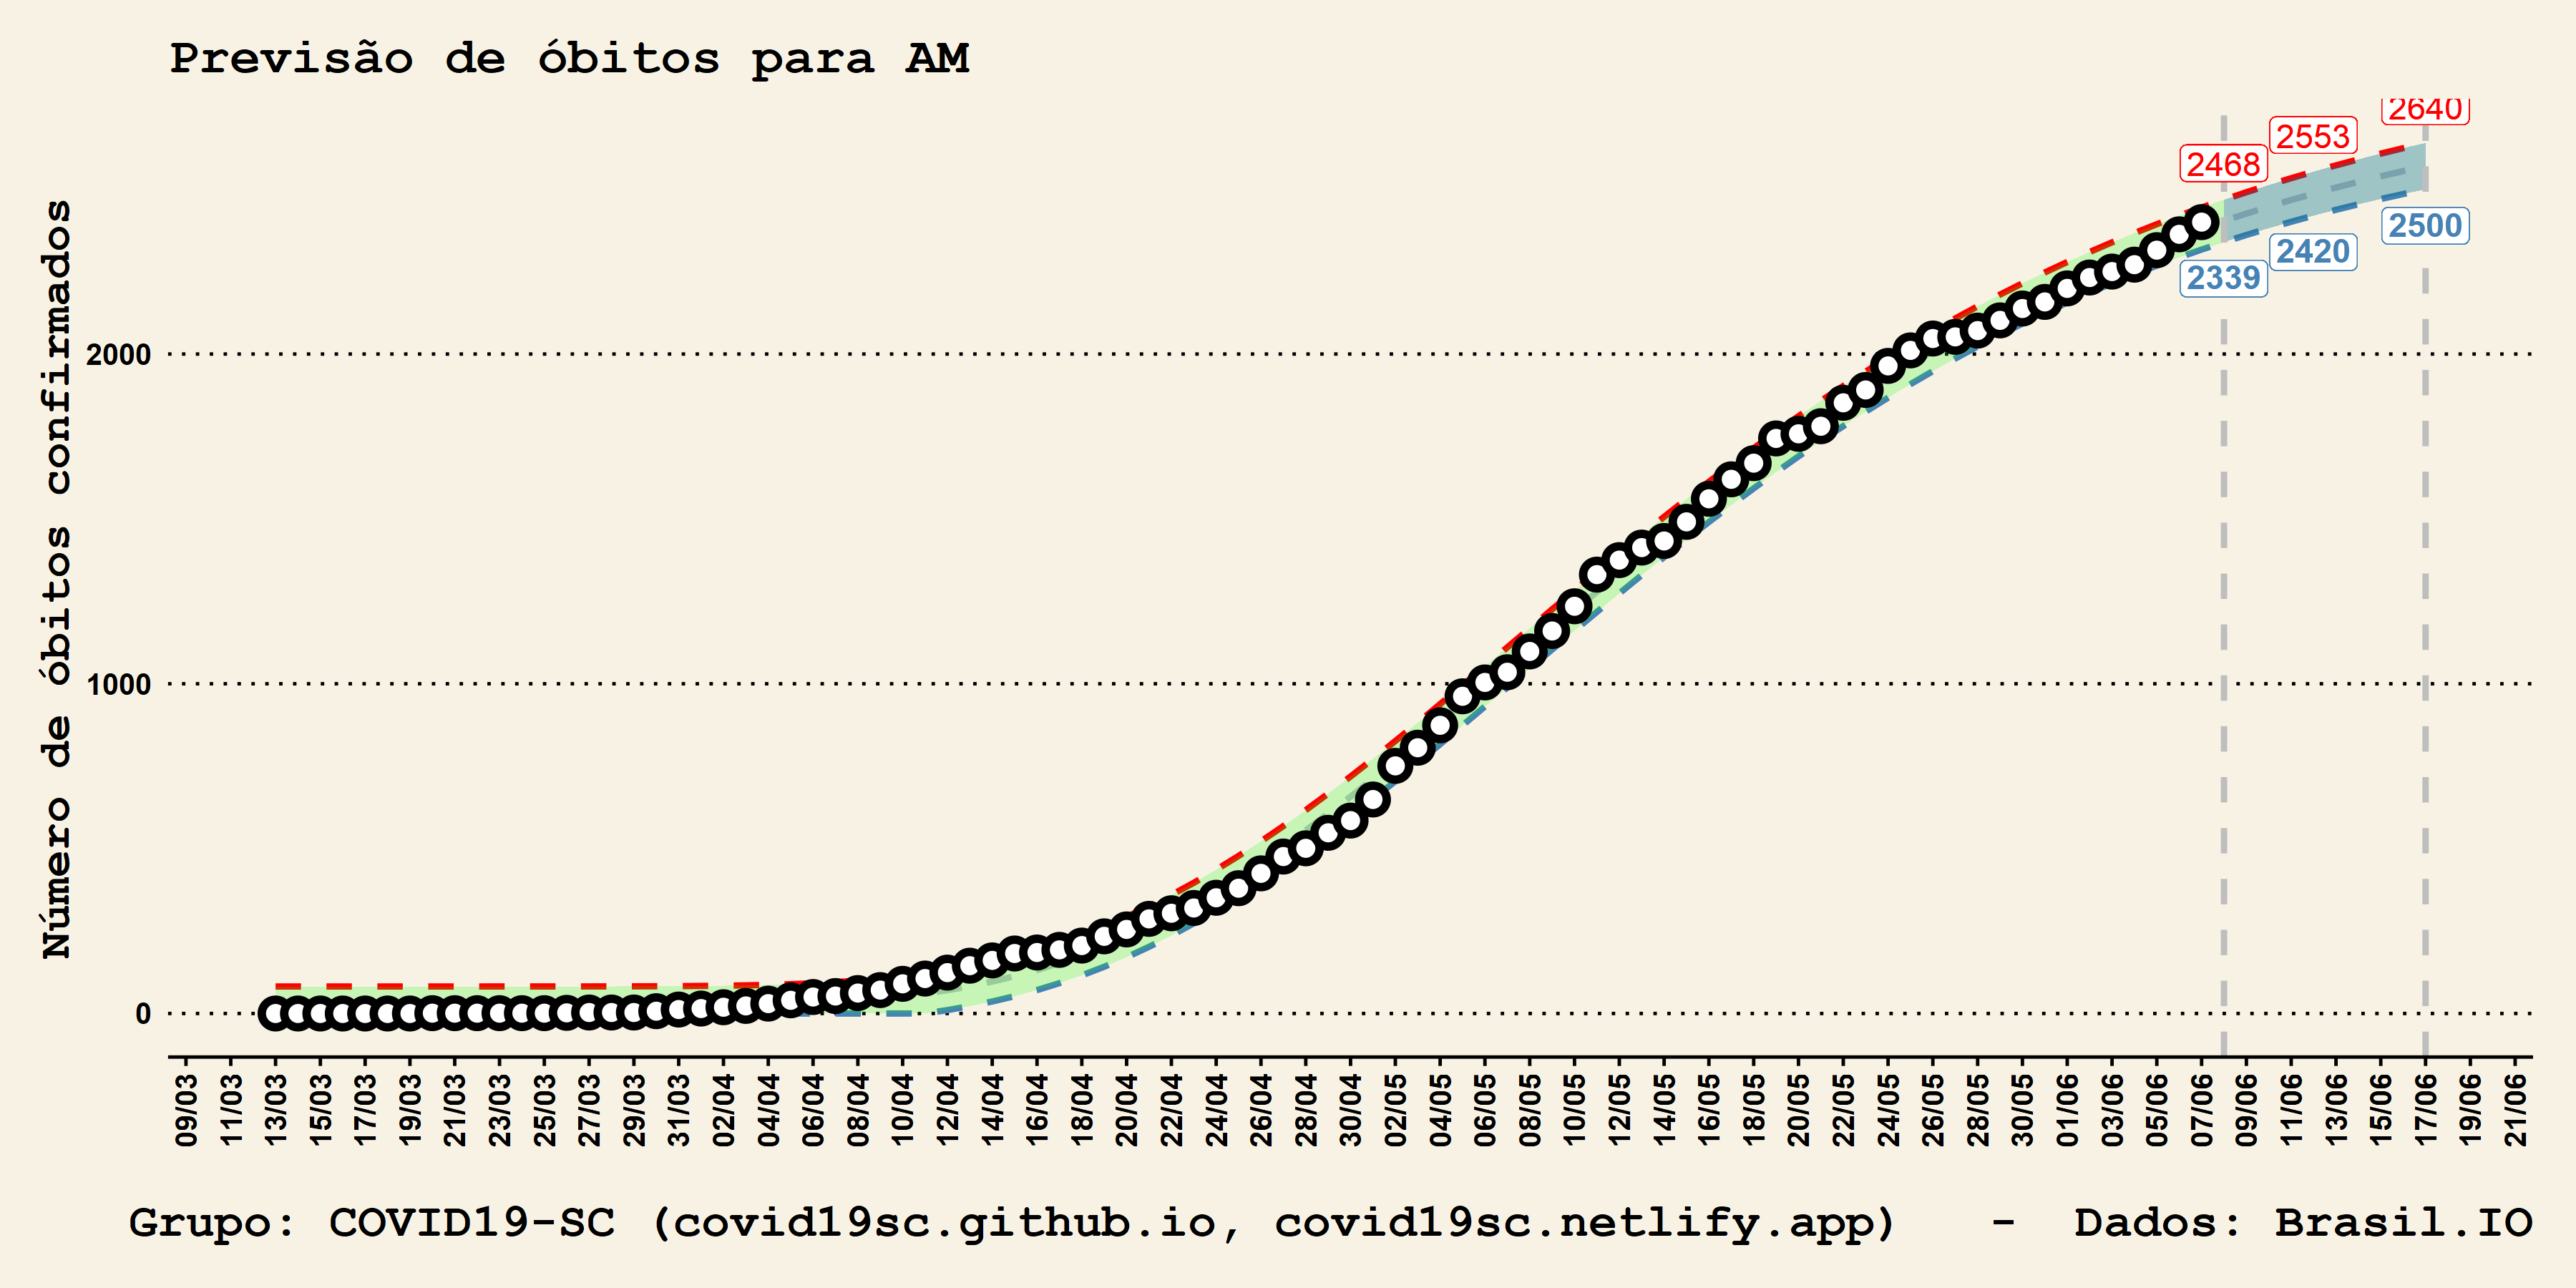 Previsão de óbitos para AM
Número de óbitos confirmados
2640
2553
2468
2500
2420
2339
2000
1000
0
09/03 11/03 13/03 15/03 17/03 19/03 21/03 23/03 25/03 27/03 29/03 31/03 02/04 04/04 06/04 08/04 10/04 12/04 14/04 16/04 18/04 20/04 22/04 24/04 26/04 28/04 30/04 02/05 04/05 06/05 08/05 10/05 12/05 14/05 16/05 18/05 20/05 22/05 24/05 26/05 28/05 30/05 01/06 03/06 05/06 07/06 09/06 11/06 13/06 15/06 17/06 19/06 21/06
Grupo: COVID19-SC (covid19sc.github.io, covid19sc.netlify.app) - Dados: Brasil.IO